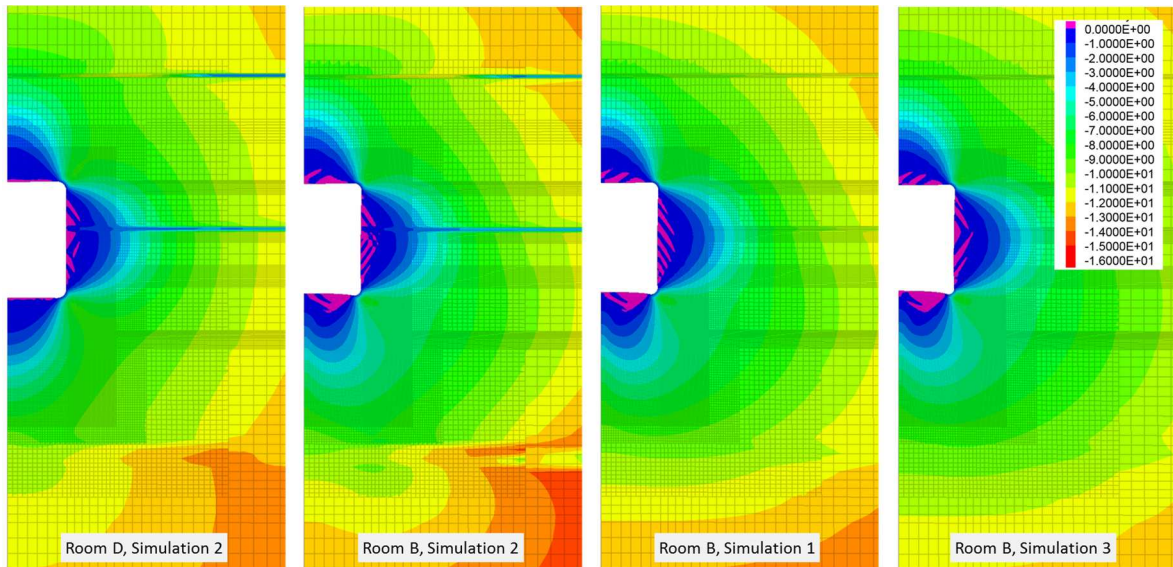 0.0000E+00
-1.0000E+00
-2.0000E+00
-3.0000E+00
-4.0000E+00
-5.0000E+00
-6.0000E+00
-7.0000E+00
-8.0000E+00
-9.0000E+00
-1.0000E+01
-1.1000E+01
-1.2000E+01
-1.3000E+01
-1.4000E+01
-1.5000E+01
-1.6000E+01
Room D, Simulation 2
Room B, Simulation 2
Room B, Simulation 1
Room B, Simulation 3